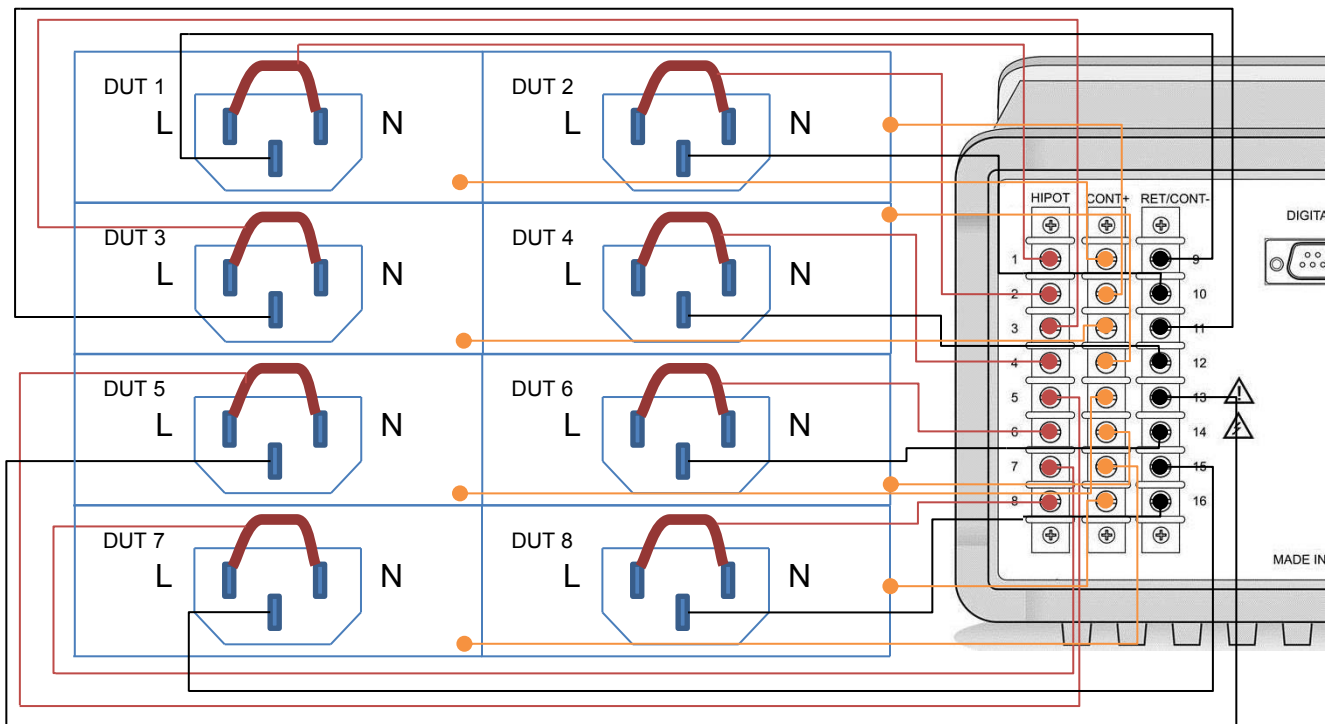 DUT 1
L
N
DUT 2
L
N
DUT 3
L
N
DUT 4
L
N
DUT 5
L
N
DUT 6
L
N
DUT 7
L
N
DUT 8
L
N
HIPOT CONT+ RET/CONT-
1 9
2 10
3 11
4 12
5 13
6 14
7 15
8 16
DIGITA
MADE IN